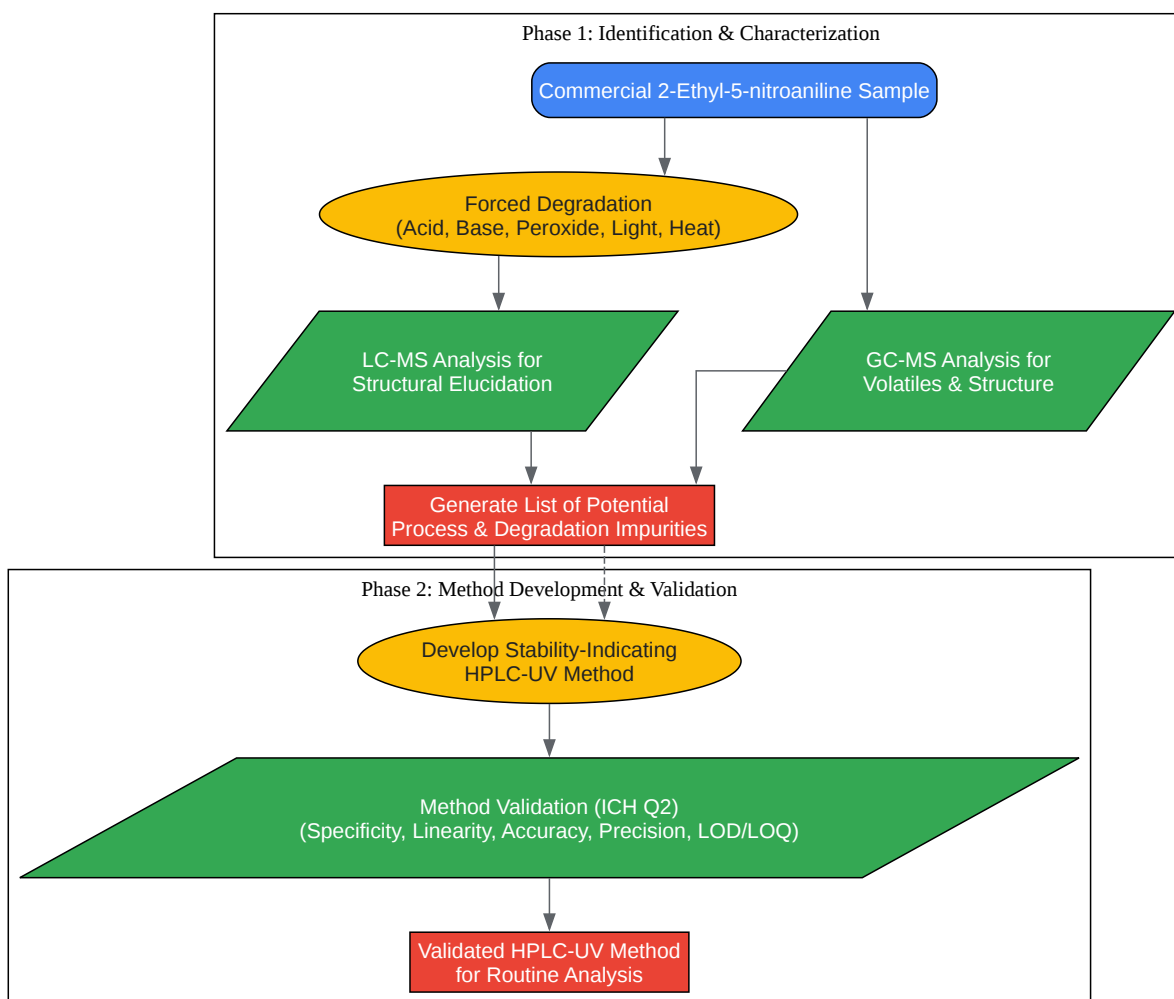 Phase 1: Identification & Characterization
Commercial 2-Ethyl-5-nitroaniline Sample
Forced Degradation
(Acid, Base, Peroxide, Light, Heat)
LC-MS Analysis for
Structural Elucidation
GC-MS Analysis for
Volatiles & Structure
Generate List of Potential
Process & Degradation Impurities
Phase 2: Method Development & Validation
Develop Stability-Indicating
HPLC-UV Method
Method Validation (ICH Q2)
(Specificity, Linearity, Accuracy, Precision, LOD/LOQ)
Validated HPLC-UV Method
for Routine Analysis